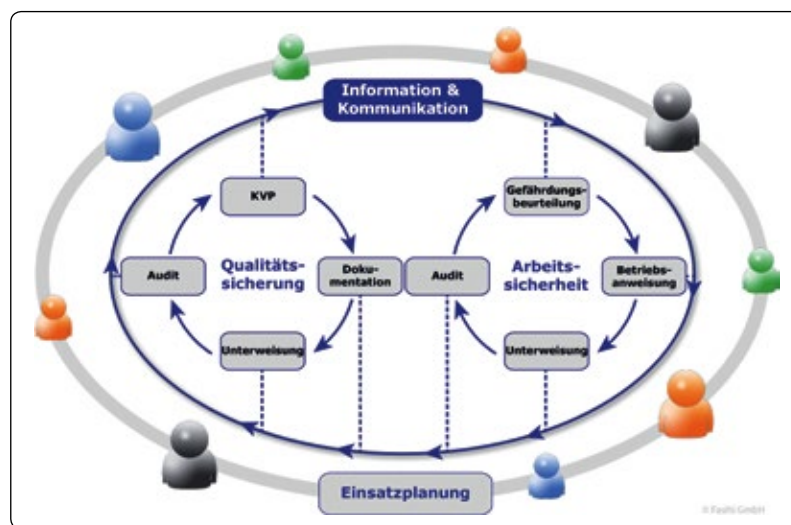 Information &
Kommunikation
KVP
Gefährdungs-
beurteilung
Audit
Qualitäts-
sicherung
Doku-
mentation
Audit
Arbeits-
sicherheit
Betriebs-
anweisung
Unterweisung
Unterweisung
Einsatzplanung